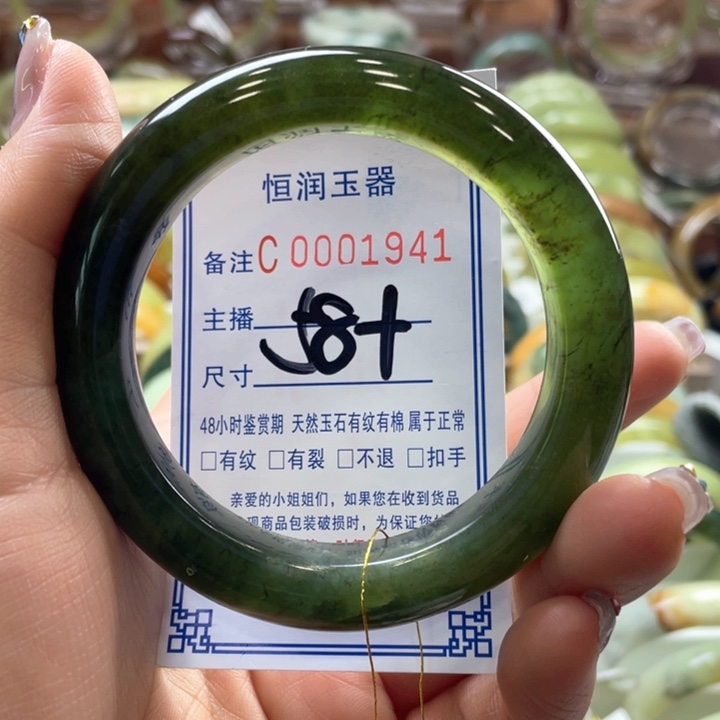 恒润玉器
备注 C 0001941
主播
58+
尺寸
48小时鉴赏期 天然玉石有纹有棉 属于正常
□有纹 □有裂 □不退 □扣手
亲爱的小姐姐们，如果您在收到货品
现商品包装破损时，为保证您